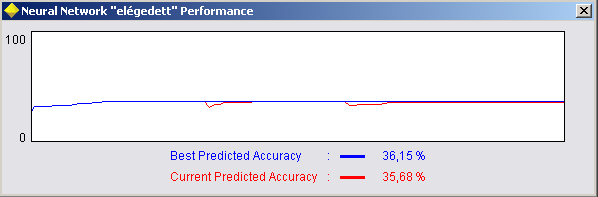 Neural Network "elégedett" Performance
100
0
Best Predicted Accuracy : 36,15 %
Current Predicted Accuracy : 35,68 %